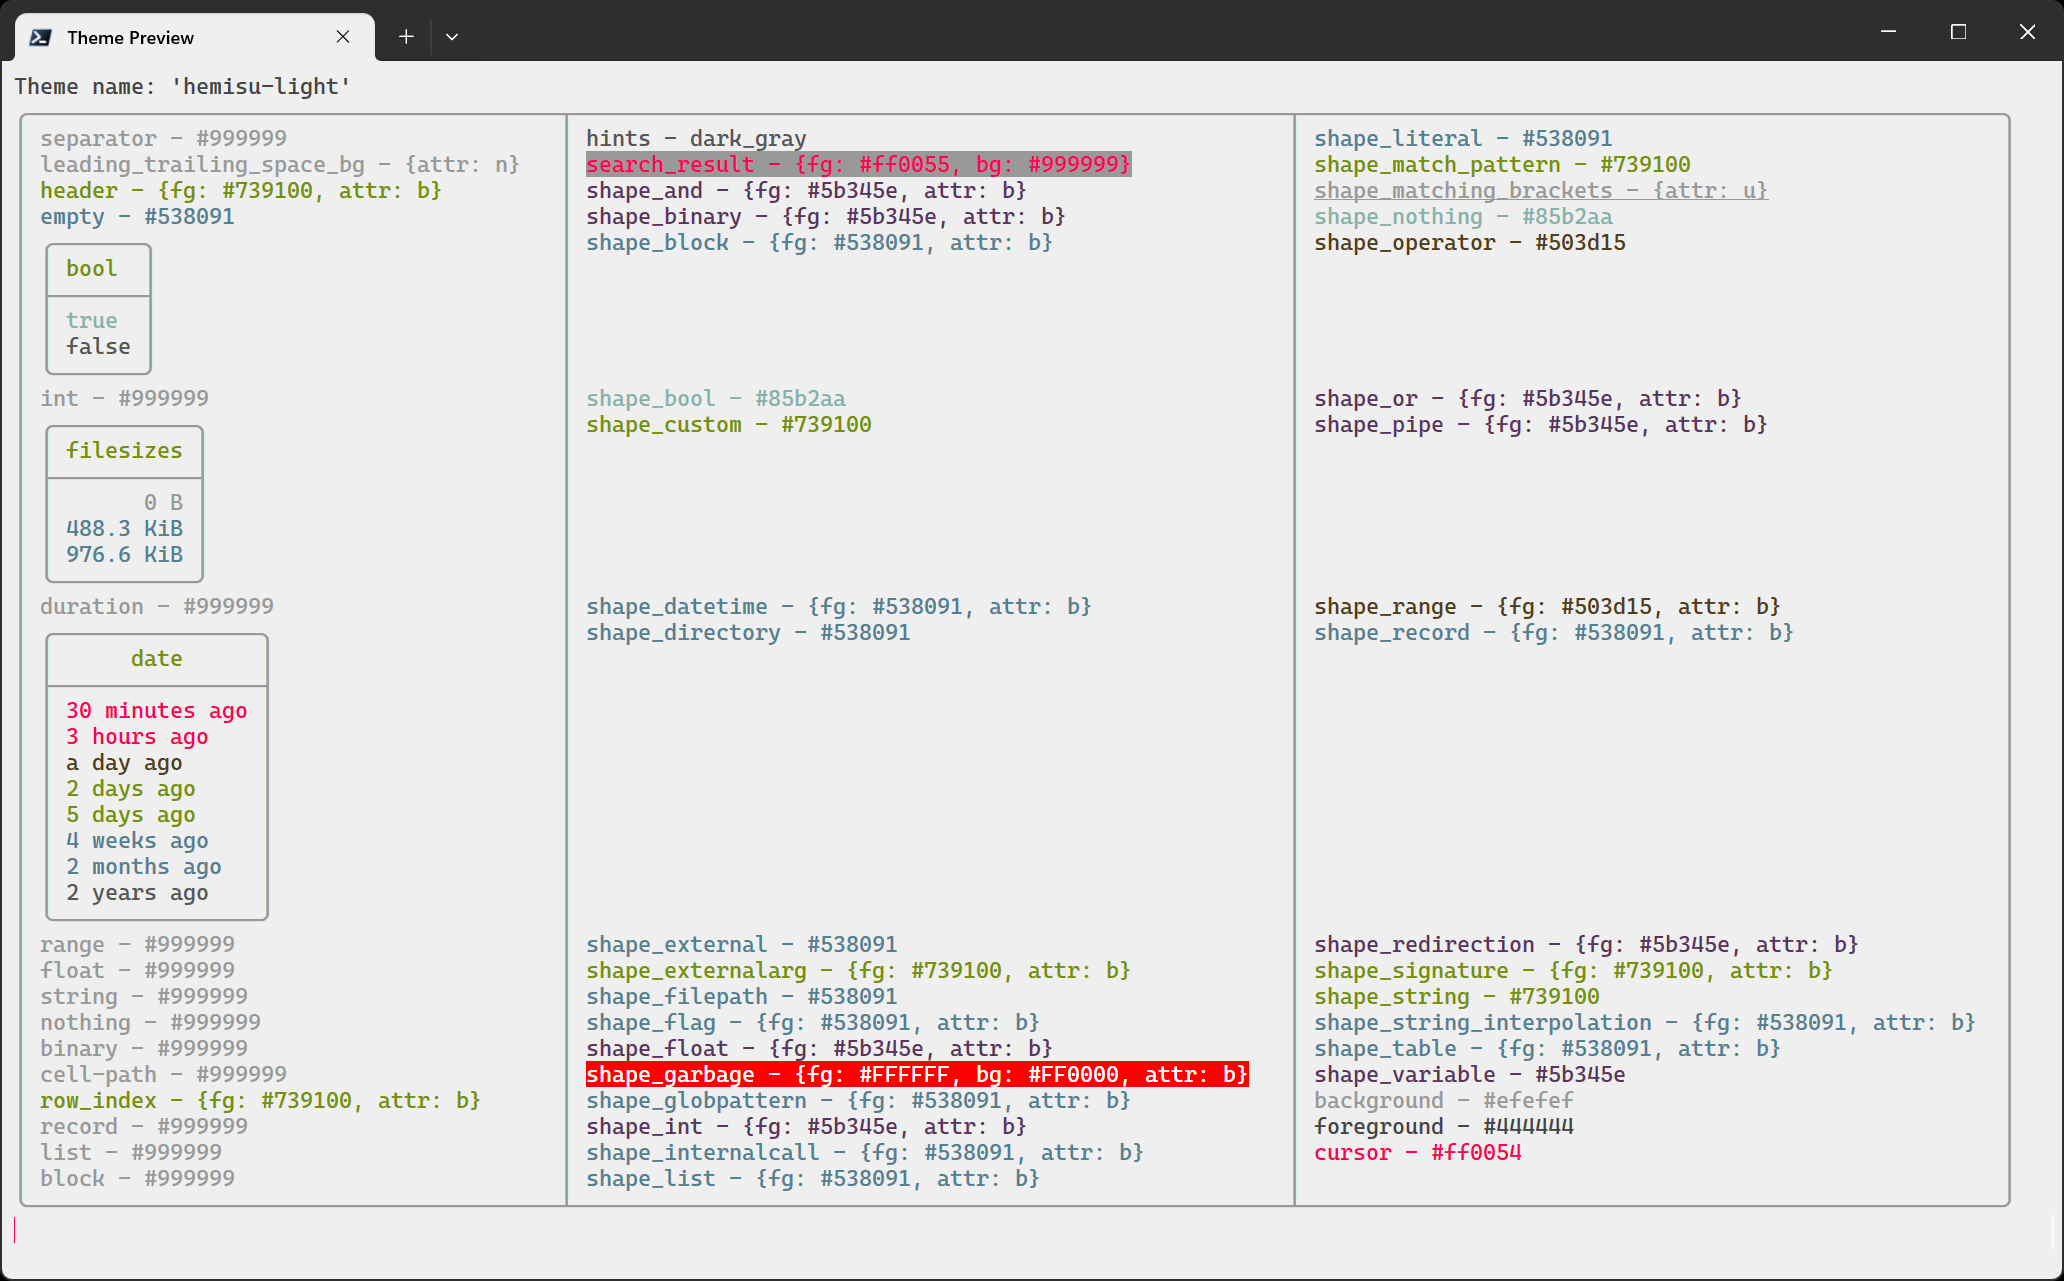 Theme Preview
Theme name: 'hemisu-light'
separator - #999999
leading_trailing_space_bg - {attr: n}
header - {fg: #739100, attr: b}
empty - #538091
bool
true
false
int - #999999
filesizes
0 B
488.3 KiB
976.6 KiB
duration - #999999
date
30 minutes ago
3 hours ago
a day ago
2 days ago
5 days ago
4 weeks ago
2 months ago
2 years ago
range - #999999
float - #999999
string - #999999
nothing - #999999
binary - #999999
cell-path - #999999
row_index - {fg: #739100, attr: b}
record - #999999
list - #999999
block - #999999
hints - dark_gray
search_result - {fg: #ff0055, bg: #999999}
shape_and - {fg: #5b345e, attr: b}
shape_binary - {fg: #5b345e, attr: b}
shape_block - {fg: #538091, attr: b}
shape_bool - #85b2aa
shape_custom - #739100
shape_datetime - {fg: #538091, attr: b}
shape_directory - #538091
shape_external - #538091
shape_externalarg - {fg: #739100, attr: b}
shape_filepath - #538091
shape_flag - {fg: #538091, attr: b}
shape_float - {fg: #5b345e, attr: b}
shape_garbage - {fg: #FFFFFF, bg: #FF0000, attr: b}
shape_globpattern - {fg: #538091, attr: b}
shape_int - {fg: #5b345e, attr: b}
shape_internalcall - {fg: #538091, attr: b}
shape_list - {fg: #538091, attr: b}
shape_literal - #538091
shape_match_pattern - #739100
shape_matching_brackets - {attr: u}
shape_nothing - #85b2aa
shape_operator - #503d15
shape_or - {fg: #5b345e, attr: b}
shape_pipe - {fg: #5b345e, attr: b}
shape_range - {fg: #503d15, attr: b}
shape_record - {fg: #538091, attr: b}
shape_redirection - {fg: #5b345e, attr: b}
shape_signature - {fg: #739100, attr: b}
shape_string - #739100
shape_string_interpolation - {fg: #538091, attr: b}
shape_table - {fg: #538091, attr: b}
shape_variable - #5b345e
background - #efefef
foreground - #444444
cursor - #ff0054